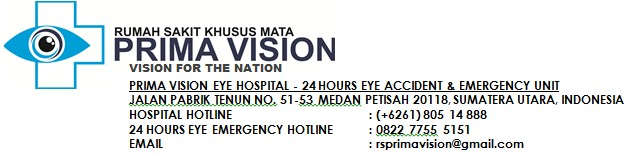 RUMAH SAKIT KHUSUS MATA
PRIMA VISION
VISION FOR THE NATION
PRIMA VISION EYE HOSPITAL - 24 HOURS EYE ACCIDENT & EMERGENCY UNIT
JALAN PABRIK TENUN NO. 51-53 MEDAN PETISAH 20118, SUMATERA UTARA, INDONESIA
HOSPITAL HOTLINE : (+6261) 805 14 888
24 HOURS EYE EMERGENCY HOTLINE : 0822 7755 5151
EMAIL : rsprimavision@gmail.com